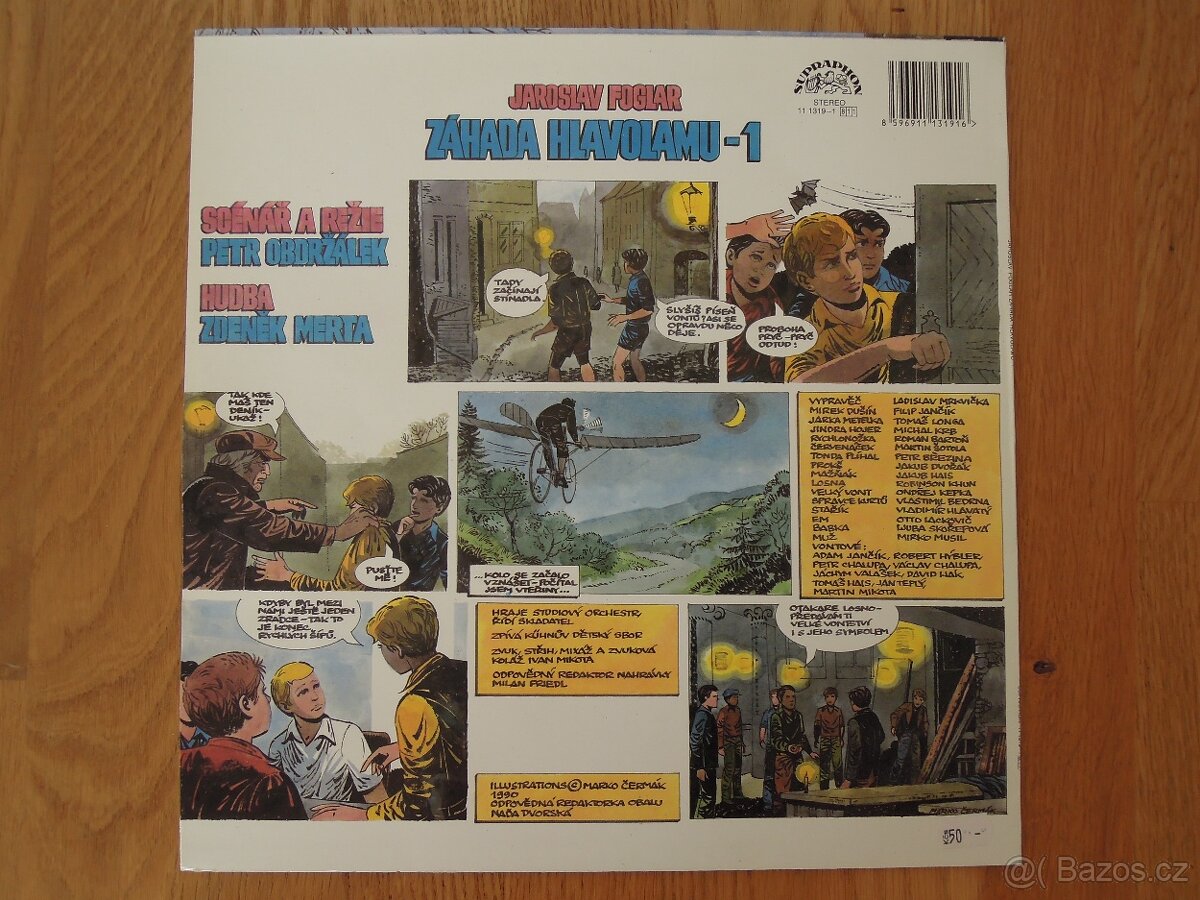 JAROSLAV FOGLAR
ZÁHADA HLAVOLAMU-1
SUPRAPHON
STEREO
11 1319-1
8 596911 131916 >
SCÉNÁŘ A REŽIE
PETR OBDRŽÁLEK
HUDBA
ZDENĚK MERTA
TADY
ZAČÍNAJÍ
STÍNADLA.
SLYŠÍŠ PÍSEŇ
VONTŮ? ASI SE
OPRAVDU NĚCO
DĚJE.
PROBOHA
PRYČ-PRYČ
ODTUD!
TAK KDE
MÁŠ TEN
DENÍK-
UKAŽ!
PUSŤTE
MĚ!
...KOLO SE ZAČALO
VZNÁŠET-POČÍTAL
JSEM VTEŘINY...
VYPRAVĚČ LADISLAV MRKVIČKA
MIREK DUŠÍN FILIP JANČÍK
JARKA METELKA TOMÁŠ LONGA
JINDRA HOJER MICHAL KRB
RYCHLONOŽKA ROMAN BARTOŇ
ČERVENÁČEK MARTIN ŠOTOLA
TONDA PLÍHAL PETR BŘEZINA
PROKŠ JAKUB DVOŘÁK
MAŽŇÁK JAKUB HAIS
LOSNA ROBINSON KHUN
VELKÝ VONT ONDŘEJ KEPKA
SPRÁVCE KURTŮ VLASTIMIL BEDRNA
STAŠÍK VLADIMÍR HLAVATÝ
EM OTTO LACKOVIČ
BABKA LJUBA SKOŘEPOVÁ
MUŽ MIRKO MUSIL
VONTOVÉ:
ADAM JANČÍK, ROBERT HÝBLER,
PETR CHALUPA, VÁCLAV CHALUPA,
JÁCHYM VALÁŠEK, DAVID HÁK,
TOMÁŠ HAIS, JAN TEPLÝ,
MARTIN MIKOTA
KDYBY BYL MEZI
NÁMI JEŠTĚ JEDEN
ZRÁDCE-TAK TO
JE KONEC
RYCHLÝCH ŠÍPŮ.
HRAJE STUDIOVÝ ORCHESTR,
ŘÍDÍ SKLADATEL
ZPÍVÁ KÜHNŮV DĚTSKÝ SBOR
ZVUK, STŘIH, MIXÁŽ A ZVUKOVÁ
KOLÁŽ IVAN MIKOTA
ODPOVĚDNÝ REDAKTOR NAHRÁVKY
MILAN FRIEDL
OTAKARE LOSNO-
PŘEDÁVÁM TI
VELKÉ VONTSTVÍ
I S JEHO SYMBOLEM.
ILLUSTRATIONS © MARKO ČERMÁK
1990
ODPOVĚDNÁ REDAKTORKA OBALU
NAĎA DVORSKÁ
MARKO ČERMÁK
50 -
@( Bazos.cz